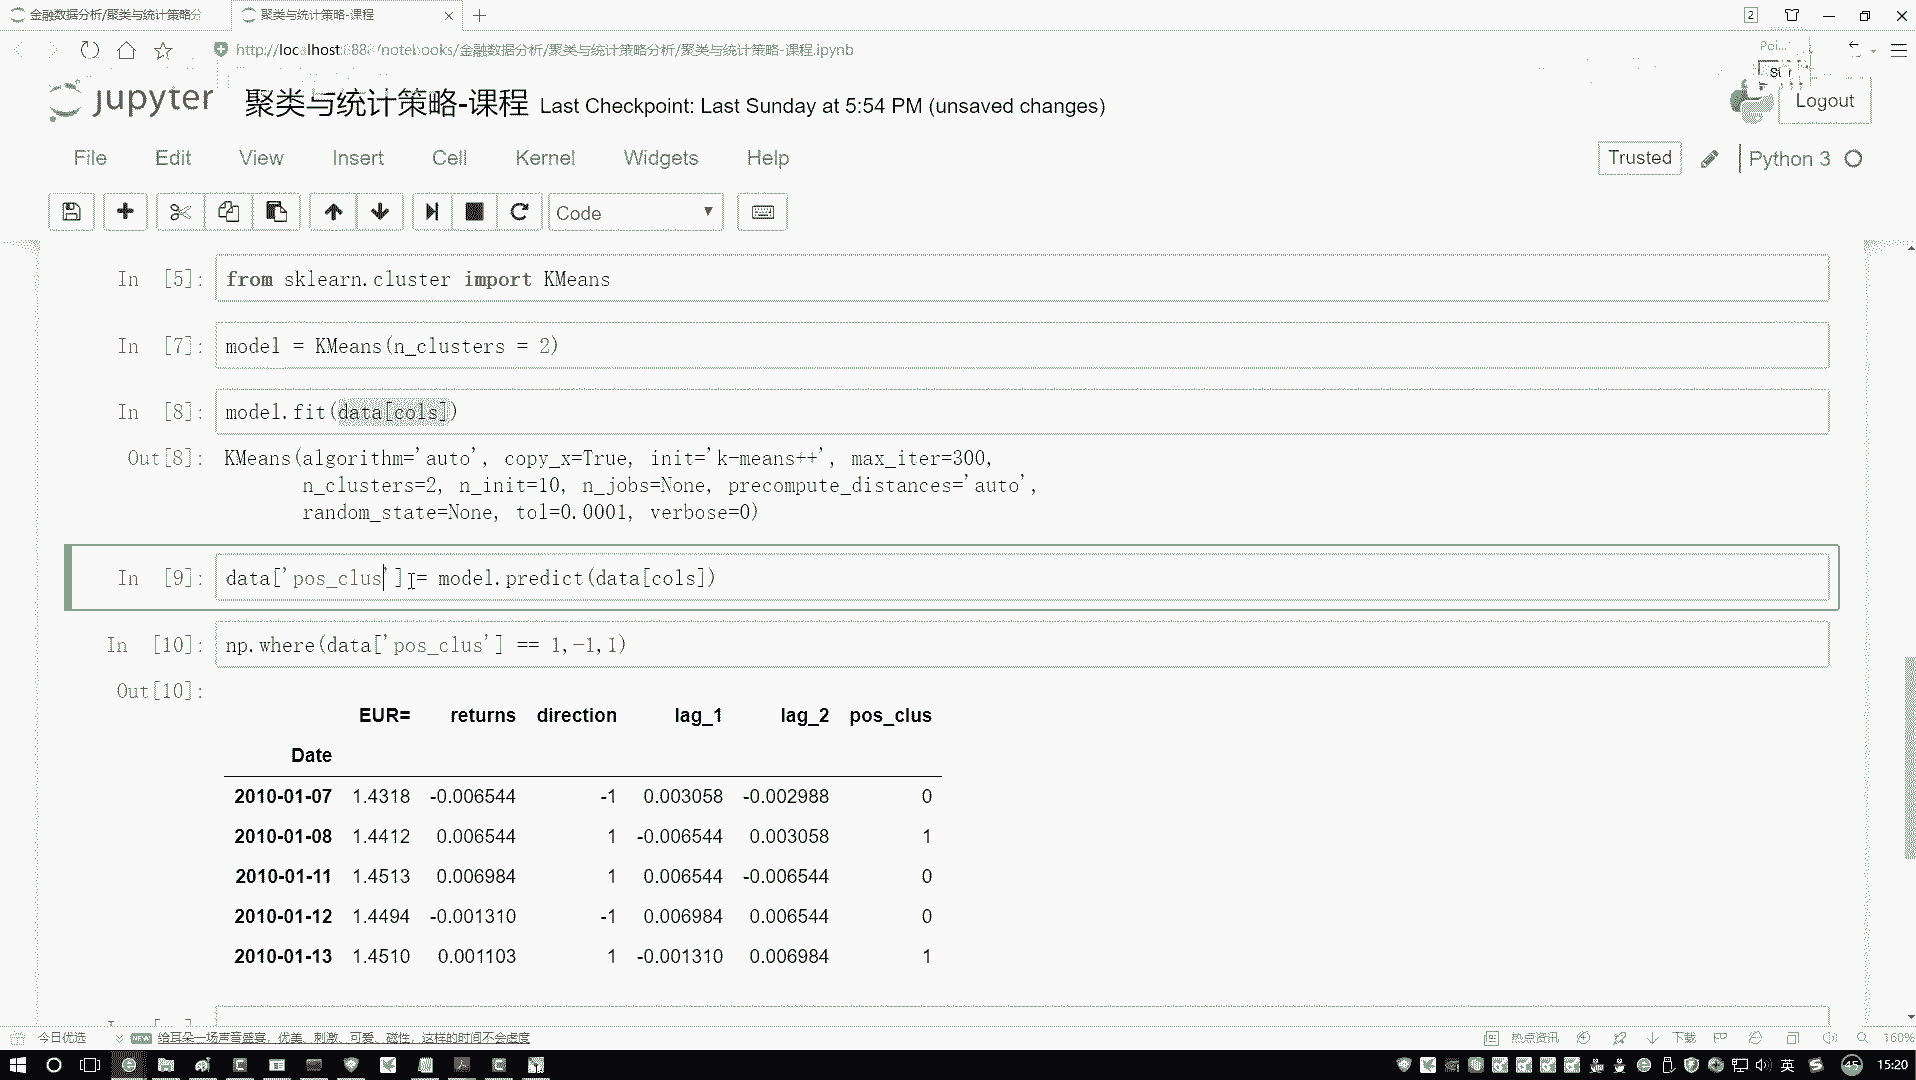 金融数据分析/聚类与统计策略分
聚类与统计策略-课程
2
http://localhost:888 /notebooks/金融数据分析/聚类与统计策略分析/聚类与统计策略-课程.ipynb
jupyter 聚类与统计策略-课程 Last Checkpoint: Last Sunday at 5:54 PM (unsaved changes)
Logout
File Edit View Insert Cell Kernel Widgets Help
Trusted Python 3
Code
In [5]: from sklearn.cluster import KMeans
In [7]: model = KMeans(n_clusters = 2)
In [8]: model.fit(data[cols])
Out[8]: KMeans(algorithm='auto', copy_x=True, init='k-means++', max_iter=300,
n_clusters=2, n_init=10, n_jobs=None, precompute_distances='auto',
random_state=None, tol=0.0001, verbose=0)
In [9]: data['pos_clus'] = model.predict(data[cols])
In [10]: np.where(data['pos_clus'] == 1,-1,1)
Out[10]:
EUR= returns direction lag_1 lag_2 pos_clus
Date
2010-01-07 1.4318 -0.006544 -1 0.003058 -0.002988 0
2010-01-08 1.4412 0.006544 1 -0.006544 0.003058 1
2010-01-11 1.4513 0.006984 1 0.006544 -0.006544 0
2010-01-12 1.4494 -0.001310 -1 0.006984 0.006544 0
2010-01-13 1.4510 0.001103 1 -0.001310 0.006984 1
今日优选 NEW 给耳朵一场声音盛宴，优美、刺激、可爱、磁性，这样的时间不会虚度 热点资讯 下载 160%
英 45 15:20